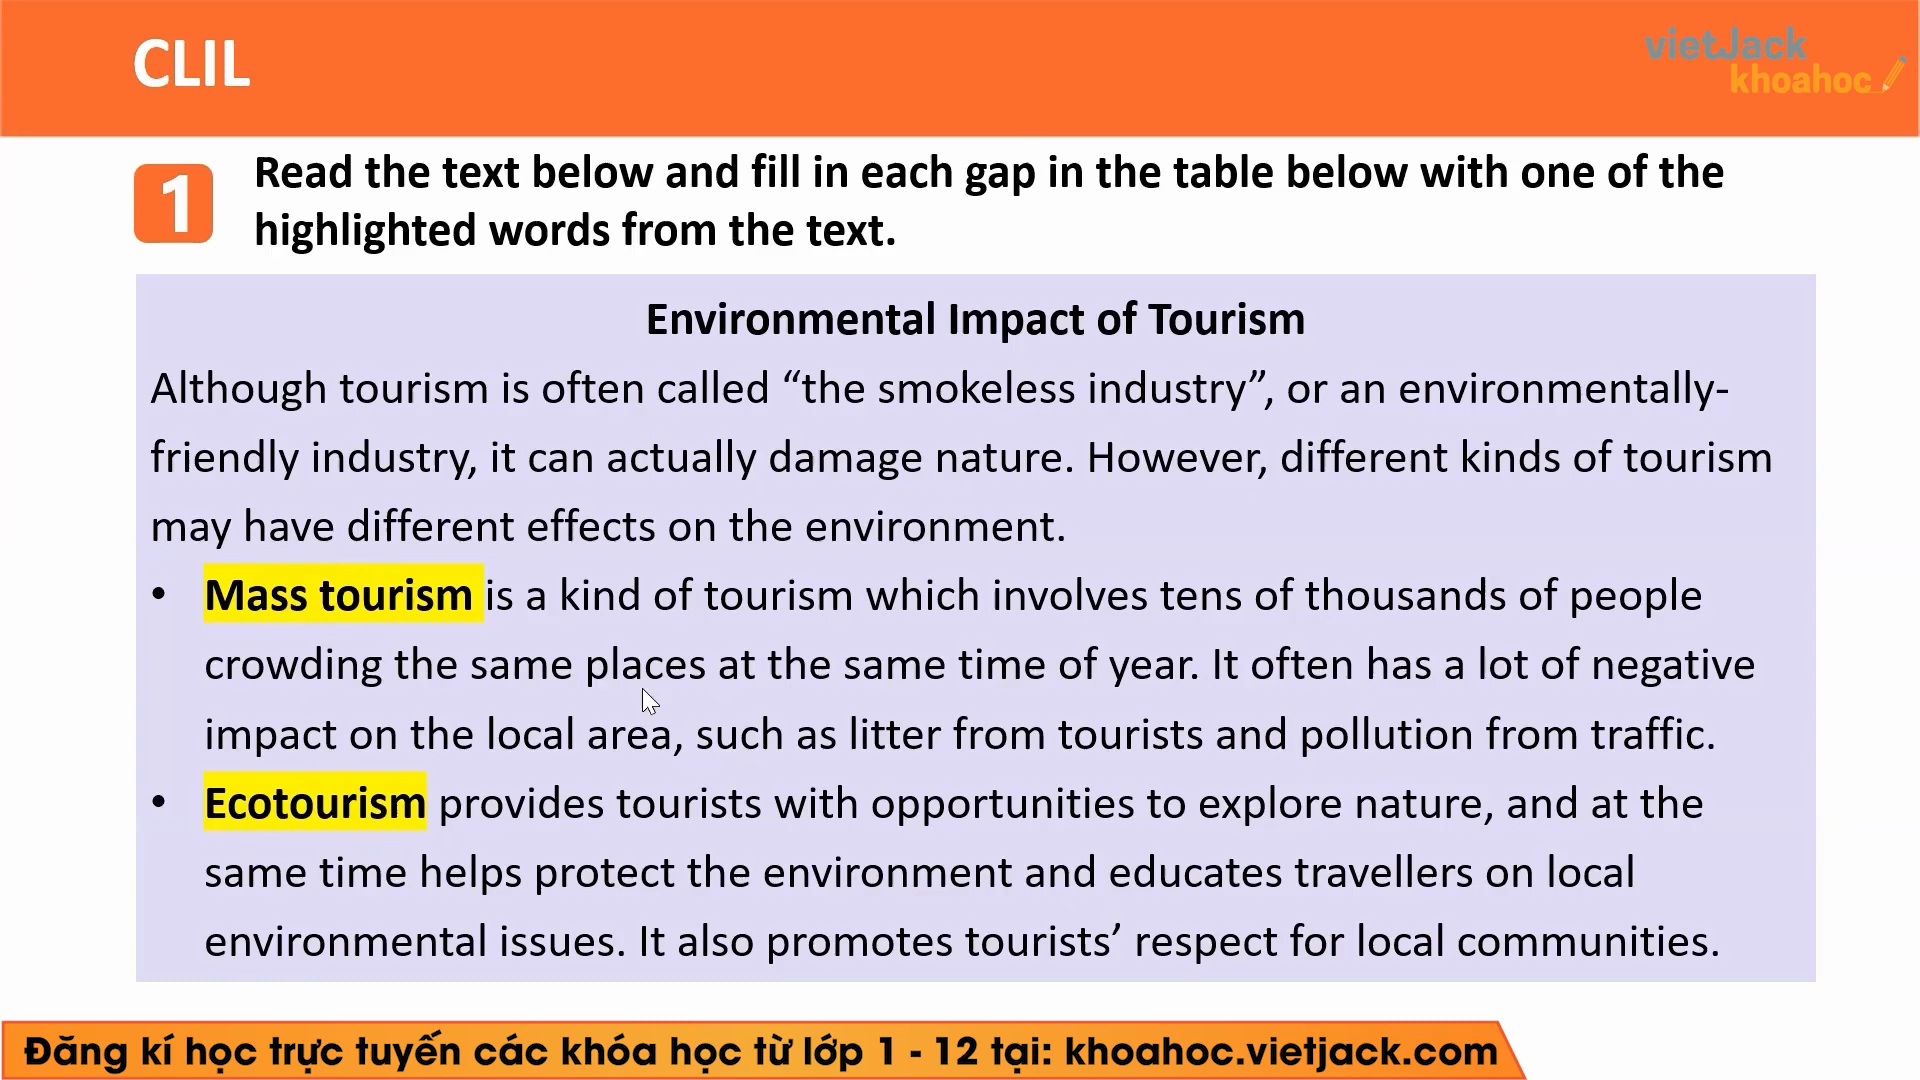 CLIL
vietJack
khoahoc
1
Read the text below and fill in each gap in the table below with one of the
highlighted words from the text.
Environmental Impact of Tourism
Although tourism is often called “the smokeless industry”, or an environmentally-
friendly industry, it can actually damage nature. However, different kinds of tourism
may have different effects on the environment.
• Mass tourism is a kind of tourism which involves tens of thousands of people
crowding the same places at the same time of year. It often has a lot of negative
impact on the local area, such as litter from tourists and pollution from traffic.
• Ecotourism provides tourists with opportunities to explore nature, and at the
same time helps protect the environment and educates travellers on local
environmental issues. It also promotes tourists’ respect for local communities.
Đăng kí học trực tuyến các khóa học từ lớp 1 - 12 tại: khoahoc.vietjack.com